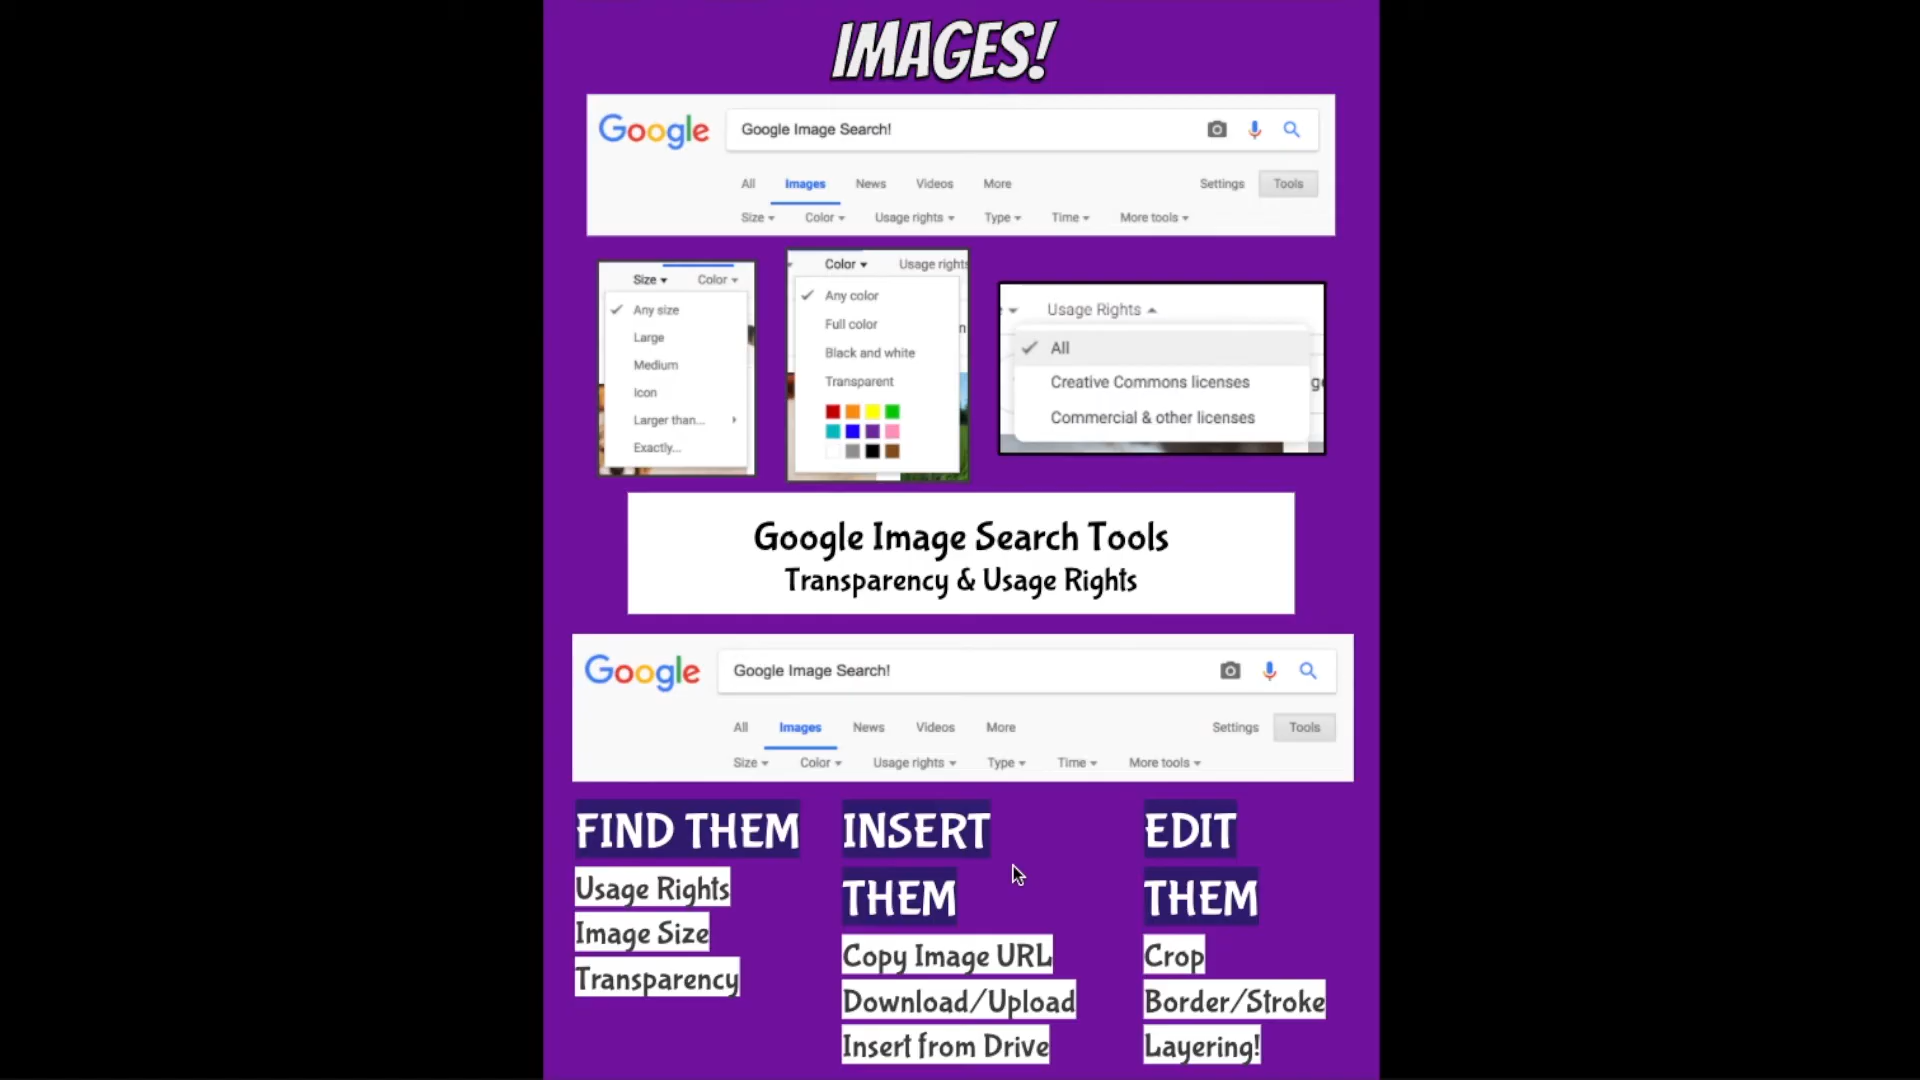 IMAGES!
Google
Google Image Search!
All Images News Videos More Settings Tools
Size Color Usage rights Type Time More tools
Size Color
Any size
Large
Medium
Icon
Larger than...
Exactly...
Color Usage rights
Any color
Full color
Black and white
Transparent
Usage Rights
All
Creative Commons licenses
Commercial & other licenses
Google Image Search Tools
Transparency & Usage Rights
Google
Google Image Search!
All Images News Videos More Settings Tools
Size Color Usage rights Type Time More tools
FIND THEM
Usage Rights
Image Size
Transparency
INSERT
THEM
Copy Image URL
Download/Upload
Insert from Drive
EDIT
THEM
Crop
Border/Stroke
Layering!